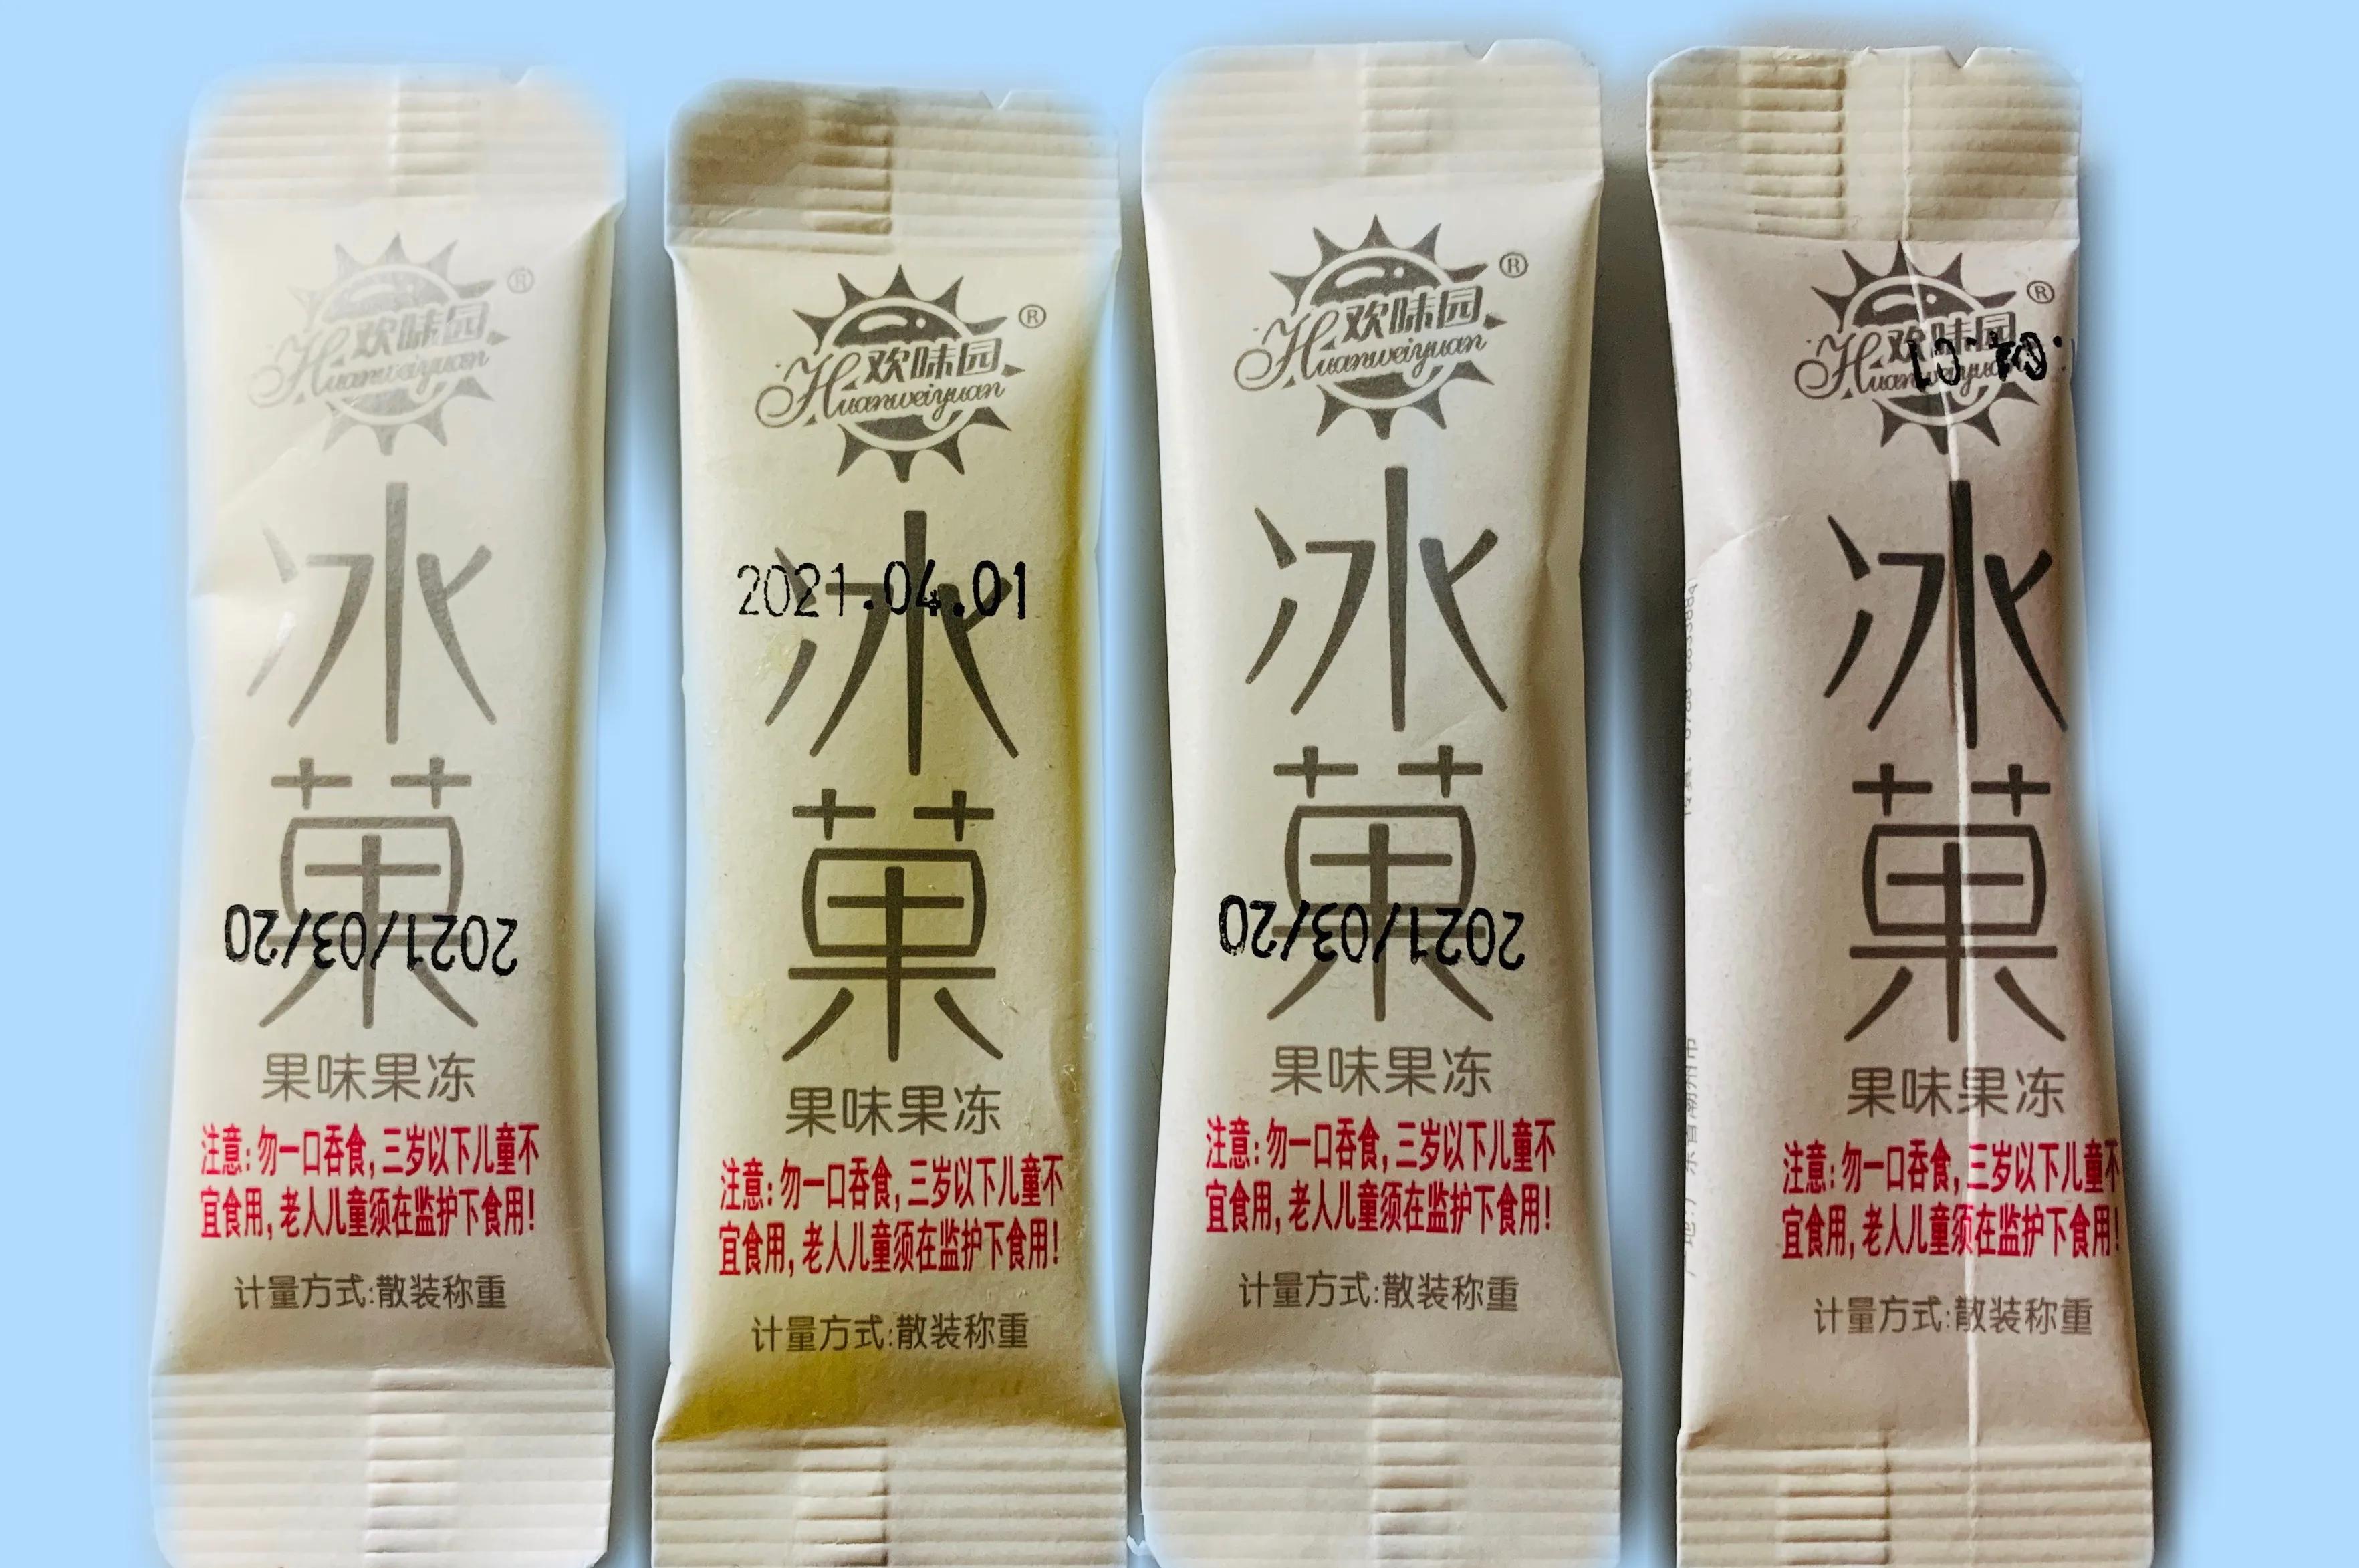 欢味园®
Huanweiyuan
冰
菓
2021/03/20
果味果冻
注意:勿一口吞食,三岁以下儿童不
宜食用,老人儿童须在监护下食用!
计量方式:散装称重
欢味园®
Huanweiyuan
2021.04.01
冰
菓
果味果冻
注意:勿一口吞食,三岁以下儿童不
宜食用,老人儿童须在监护下食用!
计量方式:散装称重
欢味园®
Huanweiyuan
冰
菓
2021/03/20
果味果冻
注意:勿一口吞食,三岁以下儿童不
宜食用,老人儿童须在监护下食用!
计量方式:散装称重
欢味园®
Huanweiyuan
冰
菓
果味果冻
注意:勿一口吞食,三岁以下儿童不
宜食用,老人儿童须在监护下食用!
计量方式:散装称重